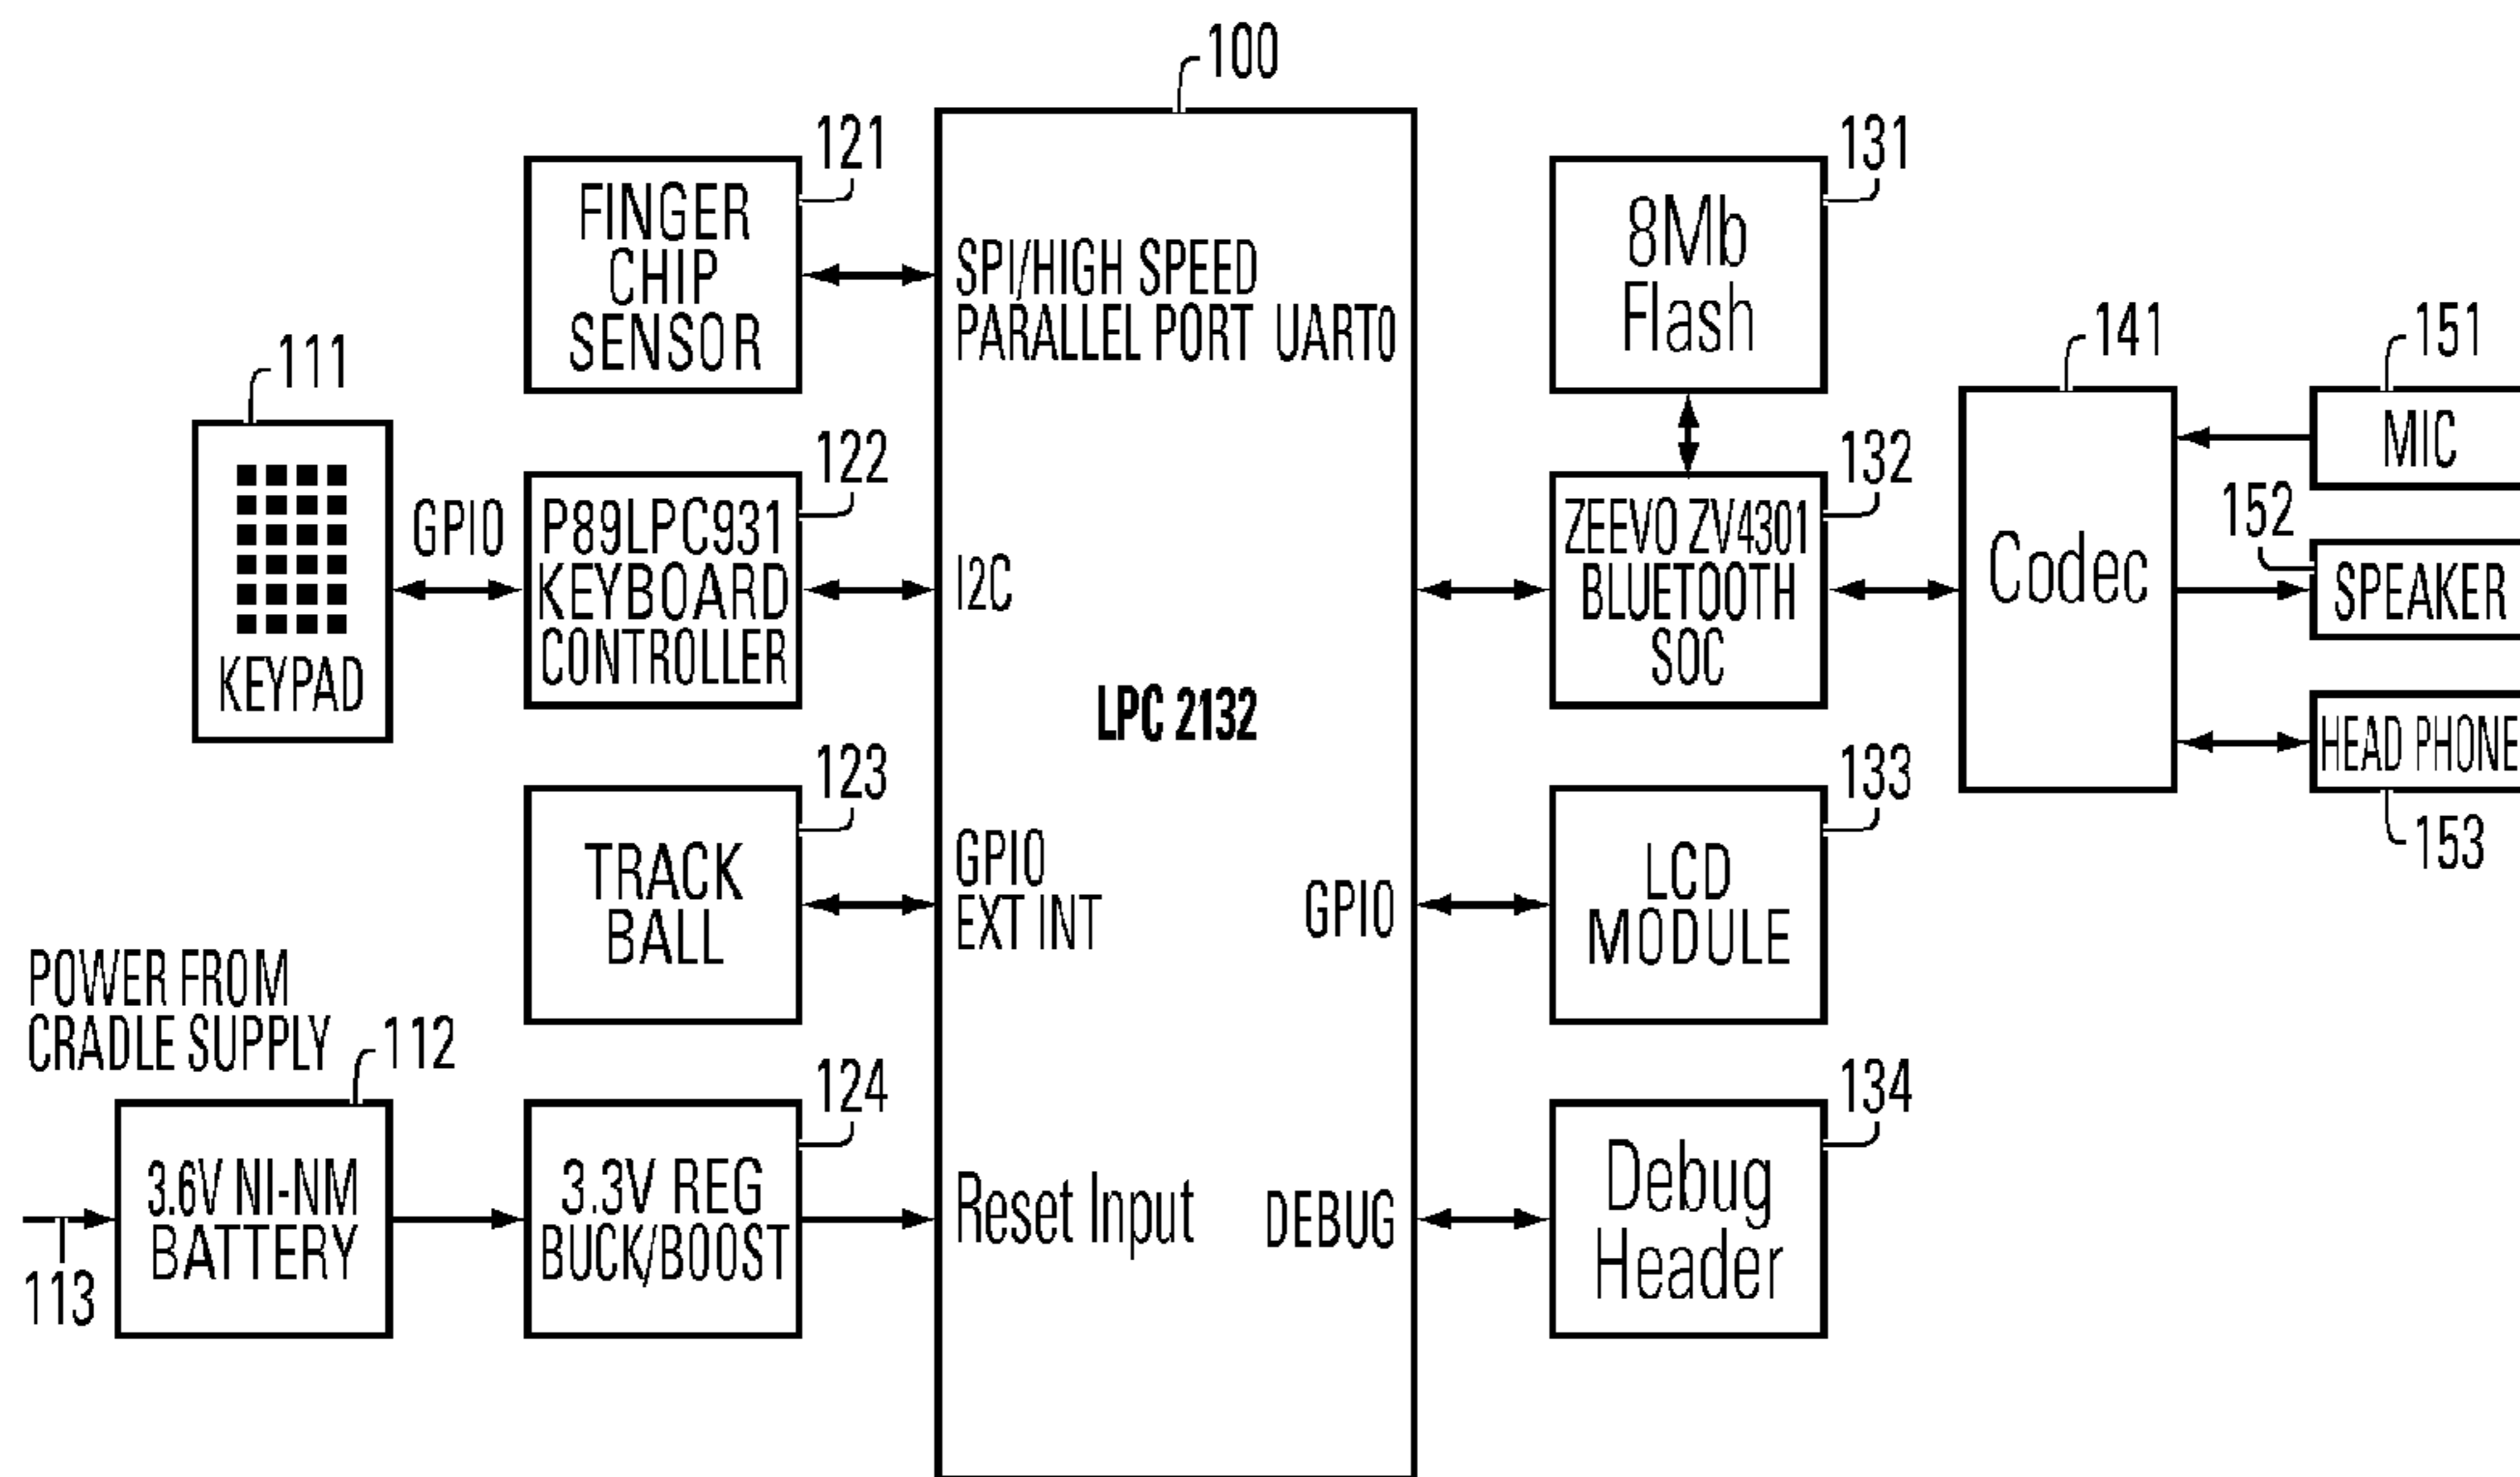 100
121
131
FINGER
CHIP
SENSOR
8Mb
Flash
SPI/HIGH SPEED
PARALLEL PORT UART0
111
141
151
KEYPAD
GPIO
122
P89LPC931
KEYBOARD
CONTROLLER
I2C
132
ZEEVO ZV4301
BLUETOOTH
SOC
Codec
MIC
152
SPEAKER
HEAD PHONE
153
LPC 2132
123
TRACK
BALL
GPIO
EXT INT
GPIO
133
LCD
MODULE
POWER FROM
CRADLE SUPPLY
112
3.6V NI-NM
BATTERY
113
124
3.3V REG
BUCK/BOOST
Reset Input
DEBUG
134
Debug
Header